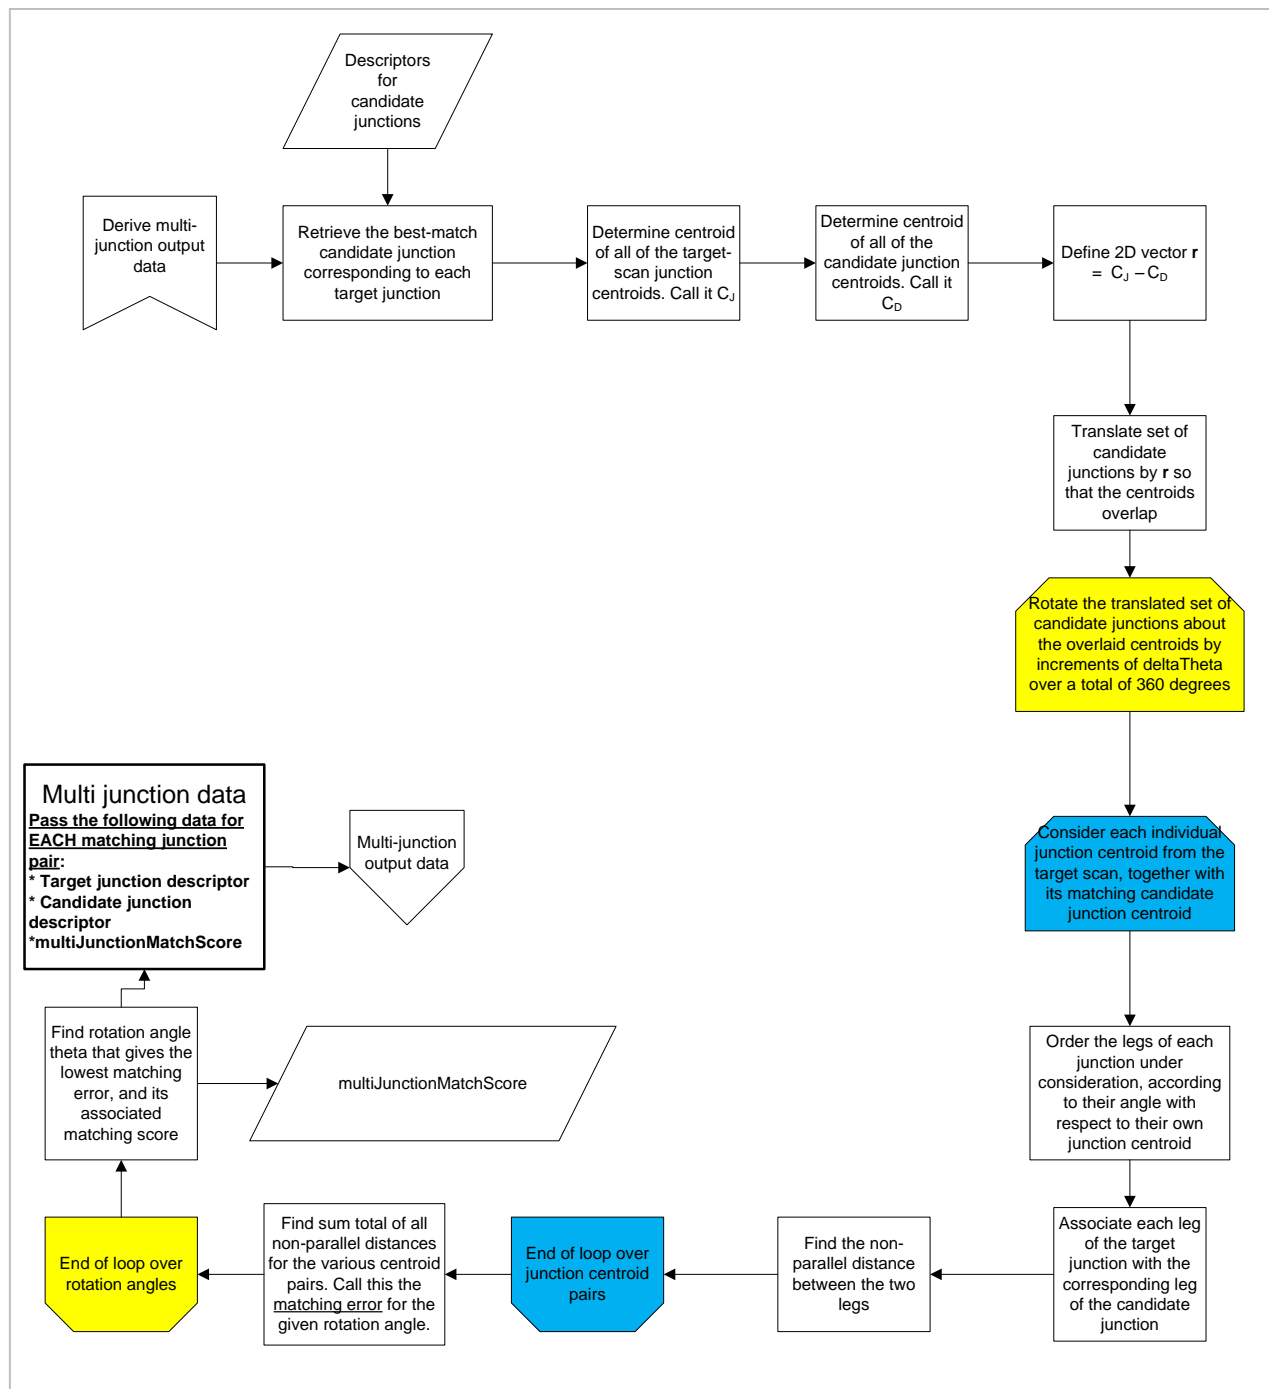 Descriptors
for
candidate
junctions
Derive multi-
junction output
data
Retrieve the best-match
candidate junction
corresponding to each
target junction
Determine centroid
of all of the target-
scan junction
centroids. Call it CJ
Determine centroid
of all of the
candidate junction
centroids. Call it
CD
Define 2D vector r
= CJ – CD
Translate set of
candidate
junctions by r so
that the centroids
overlap
Rotate the translated set of
candidate junctions about
the overlaid centroids by
increments of deltaTheta
over a total of 360 degrees
Consider each individual
junction centroid from the
target scan, together with
its matching candidate
junction centroid
Order the legs of each
junction under
consideration, according
to their angle with
respect to their own
junction centroid
Associate each leg
of the target
junction with the
corresponding leg
of the candidate
junction
Find the non-
parallel distance
between the two
legs
End of loop over
junction centroid
pairs
Find sum total of all
non-parallel distances
for the various centroid
pairs. Call this the
matching error for the
given rotation angle.
End of loop over
rotation angles
Find rotation angle
theta that gives the
lowest matching
error, and its
associated
matching score
multiJunctionMatchScore
Multi junction data
Pass the following data for
EACH matching junction
pair:
* Target junction descriptor
* Candidate junction
descriptor
*multiJunctionMatchScore
Multi-junction
output data